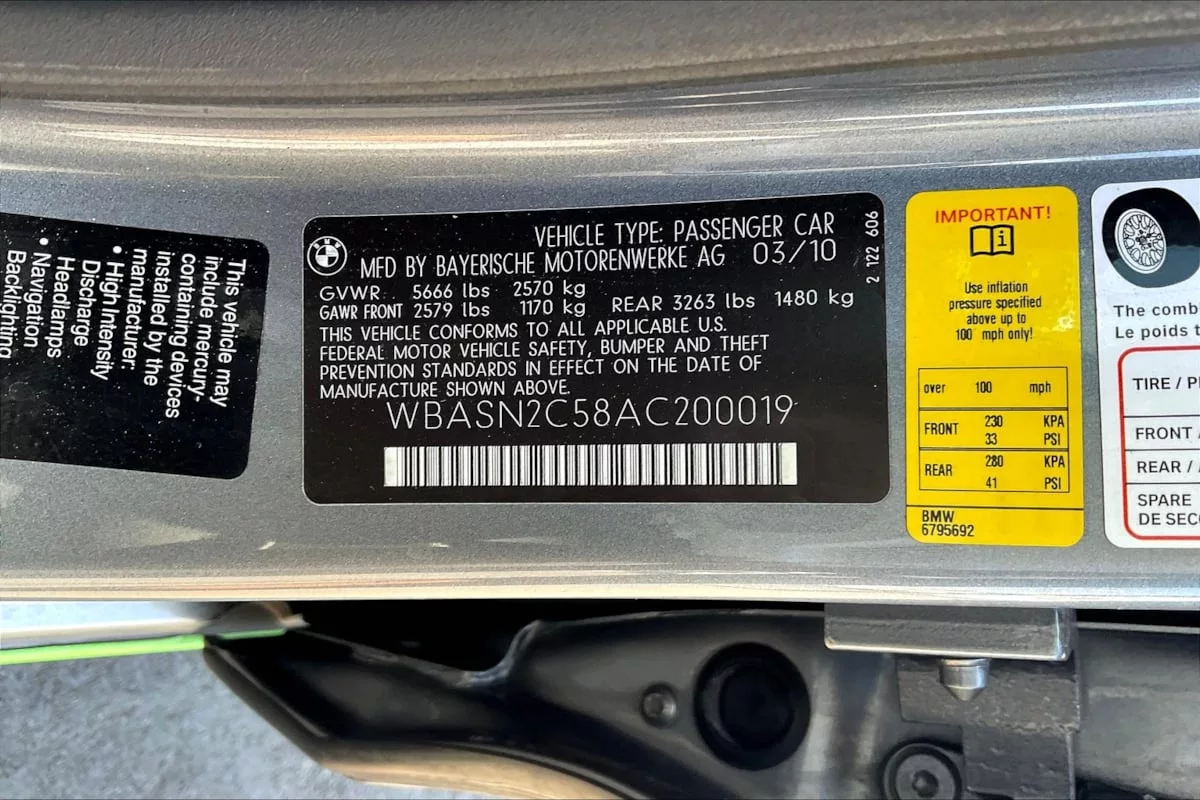 This vehicle may
include mercury-
containing devices
installed by the
manufacturer:
• High Intensity
Discharge
Headlamps
• Navigation
Backlighting
BMW
VEHICLE TYPE: PASSENGER CAR
MFD BY BAYERISCHE MOTORENWERKE AG 03/10
GVWR 5666 lbs 2570 kg
GAWR FRONT 2579 lbs 1170 kg REAR 3263 lbs 1480 kg
THIS VEHICLE CONFORMS TO ALL APPLICABLE U.S.
FEDERAL MOTOR VEHICLE SAFETY, BUMPER AND THEFT
PREVENTION STANDARDS IN EFFECT ON THE DATE OF
MANUFACTURE SHOWN ABOVE.
WBASN2C58AC200019
2 122 606
IMPORTANT!
i
Use inflation
pressure specified
above up to
100 mph only!
over 100 mph
FRONT 230 KPA
33 PSI
REAR 280 KPA
41 PSI
BMW
6795692
The comb
Le poids t
TIRE / P
FRONT /
REAR /
SPARE
DE SEC